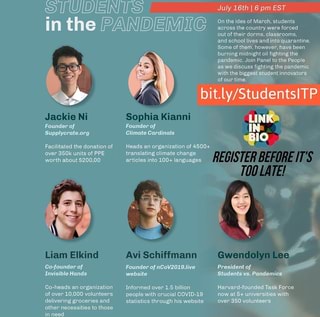 STUDENTS
in the PANDEMIC
July 16th | 6 pm EST
On the Ides of March, students
across the country were forced
out of their dorms, classrooms,
and school lives and into quarantine.
Some of them, however, have been
burning midnight oil fighting the
pandemic. Join Panel to the People
as we discuss fighting the pandemic
with the biggest student innovators
of our time.
bit.ly/StudentsITP
LINK
IN
BIO
REGISTER BEFORE IT'S
TOO LATE!
Jackie Ni
Founder of
Supplycrate.org
Facilitated the donation of
over 350k units of PPE
worth about $200,00
Sophia Kianni
Founder of
Climate Cardinals
Heads an organization of 4500+
translating climate change
articles into 100+ languages
Liam Elkind
Co-founder of
Invisible Hands
Co-heads an organization
of over 10,000 volunteers
delivering groceries and
other necessities to those
in need
Avi Schiffmann
Founder of nCoV2019.live
website
Informed over 1.5 billion
people with crucial COVID-19
statistics through his website
Gwendolyn Lee
President of
Students vs. Pandemics
Harvard-founded Task Force
now at 5+ universities with
over 350 volunteers